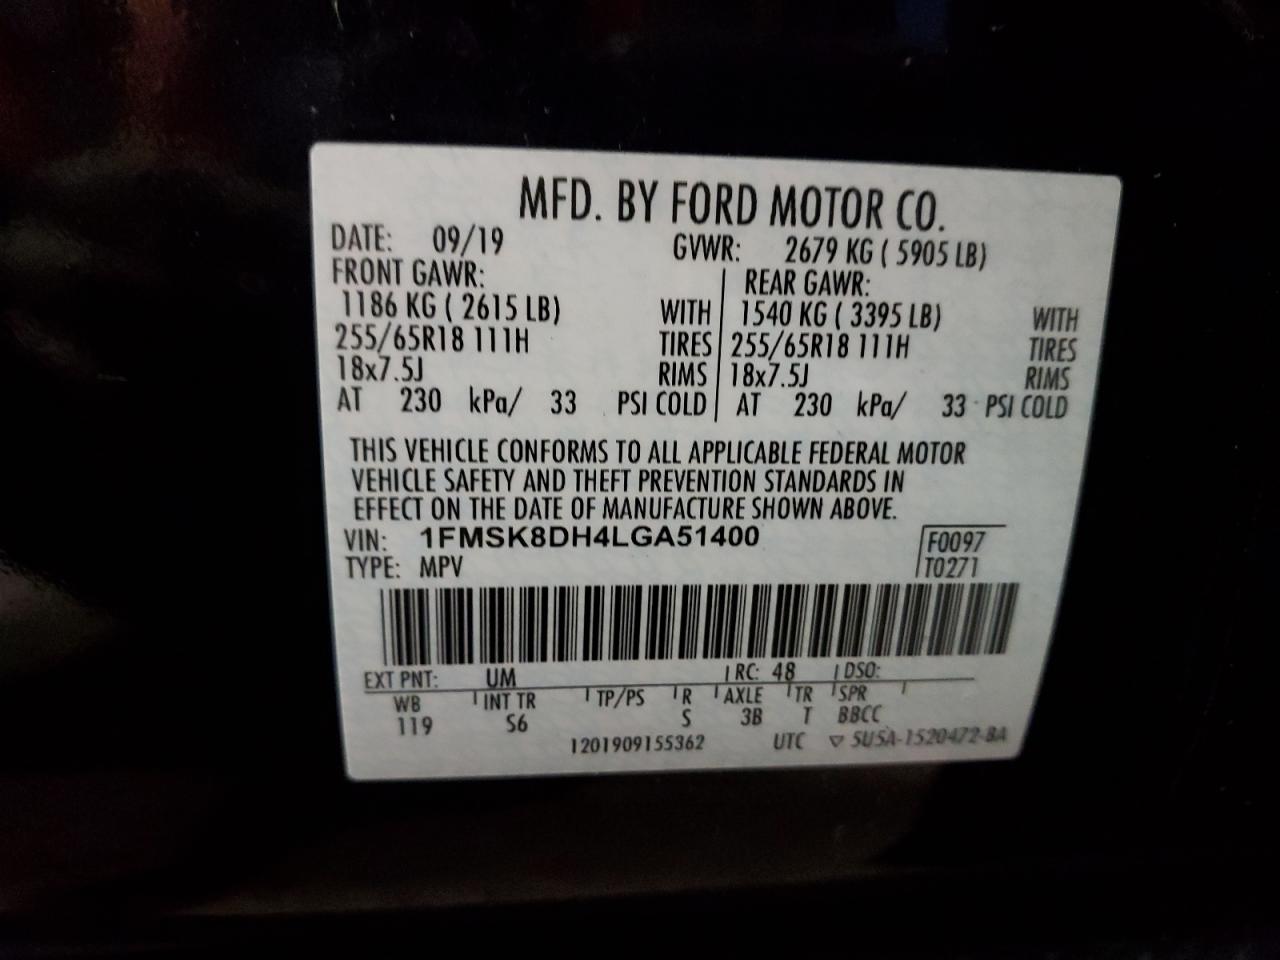 MFD. BY FORD MOTOR CO.
DATE: 09/19 GVWR: 2679 KG ( 5905 LB)
FRONT GAWR: REAR GAWR:
1186 KG ( 2615 LB) WITH 1540 KG ( 3395 LB) WITH
255/65R18 111H TIRES 255/65R18 111H TIRES
18x7.5J RIMS 18x7.5J RIMS
AT 230 kPa/ 33 PSI COLD AT 230 kPa/ 33 PSI COLD
THIS VEHICLE CONFORMS TO ALL APPLICABLE FEDERAL MOTOR
VEHICLE SAFETY AND THEFT PREVENTION STANDARDS IN
EFFECT ON THE DATE OF MANUFACTURE SHOWN ABOVE.
VIN: 1FMSK8DH4LGA51400 F0097
TYPE: MPV T0271
EXT PNT: UM RC: 48 DSO:
WB INT TR TP/PS R AXLE TR SPR
119 S6 S 3B T BBCC
1201909155362 UTC ▽ 5U5A-1520472-BA